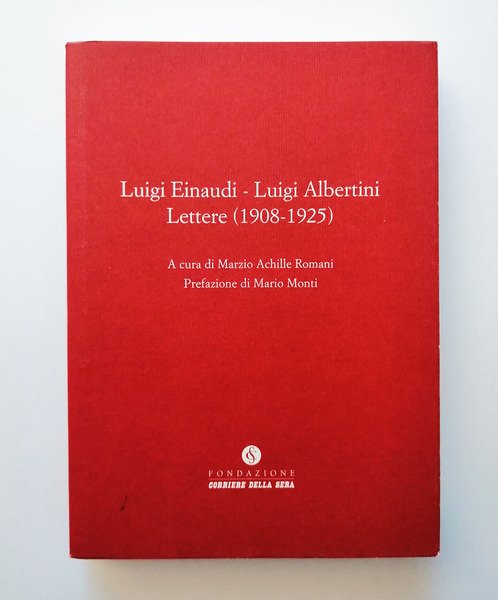 Luigi Einaudi - Luigi Albertini
Lettere (1908-1925)
A cura di Marzio Achille Romani
Prefazione di Mario Monti
FONDAZIONE
CORRIERE DELLA SERA